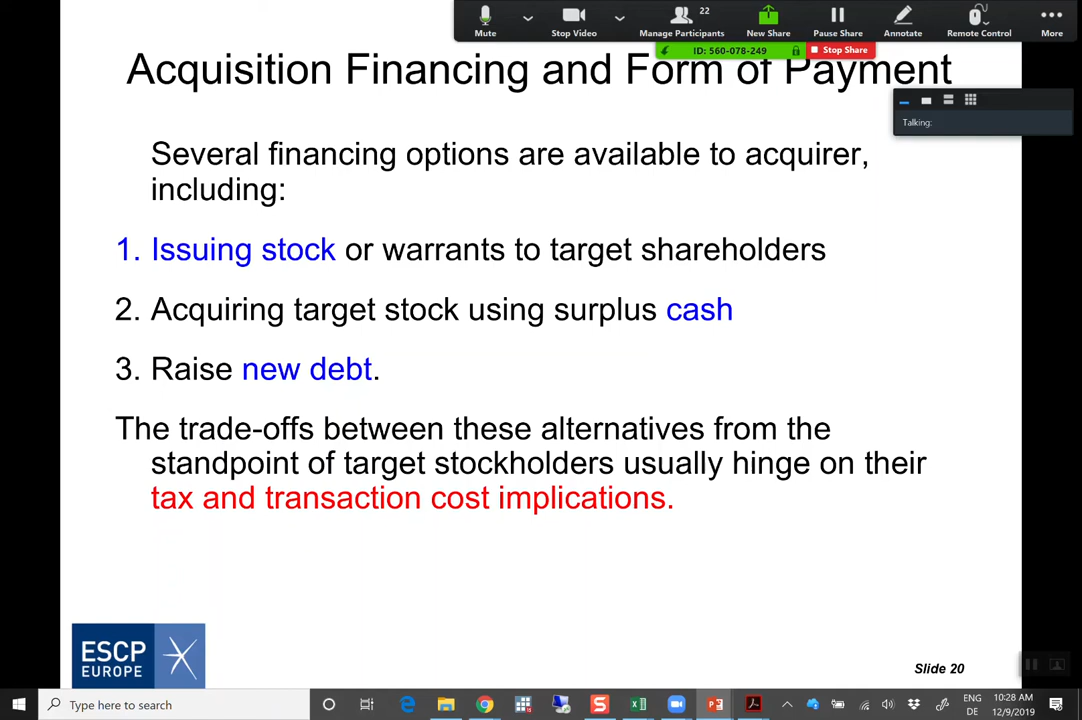 22
Mute
Stop Video
Manage Participants
New Share
Pause Share
Annotate
Remote Control
More
ID: 560-078-249
Stop Share
Acquisition Financing and Form of Payment
Talking:
Several financing options are available to acquirer,
including:
1. Issuing stock or warrants to target shareholders
2. Acquiring target stock using surplus cash
3. Raise new debt.
The trade-offs between these alternatives from the
standpoint of target stockholders usually hinge on their
tax and transaction cost implications.
ESCP
EUROPE
Slide 20
Type here to search
ENG
DE
10:28 AM
12/9/2019